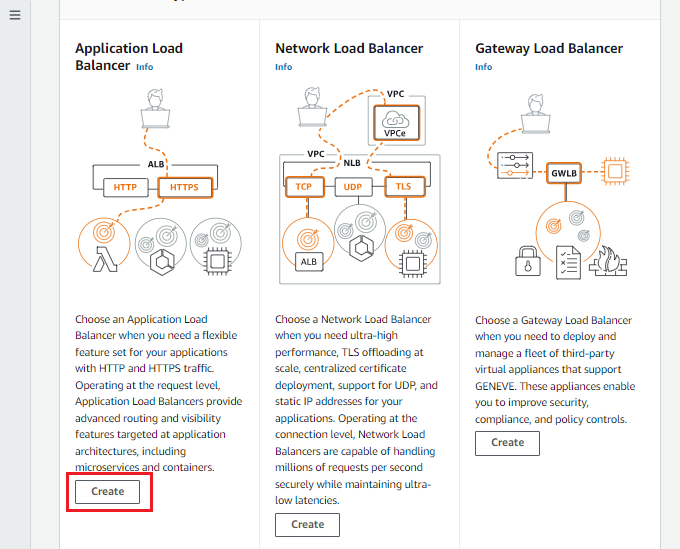 Application Load
Balancer Info
ALB
HTTP
HTTPS
Choose an Application Load
Balancer when you need a flexible
feature set for your applications
with HTTP and HTTPS traffic.
Operating at the request level,
Application Load Balancers provide
advanced routing and visibility
features targeted at application
architectures, including
microservices and containers.
Create
Network Load Balancer
Info
VPC
VPCe
VPC
NLB
TCP
UDP
TLS
ALB
Choose a Network Load Balancer
when you need ultra-high
performance, TLS offloading at
scale, centralized certificate
deployment, support for UDP, and
static IP addresses for your
applications. Operating at the
connection level, Network Load
Balancers are capable of handling
millions of requests per second
securely while maintaining ultra-
low latencies.
Create
Gateway Load Balancer
Info
GWLB
Choose a Gateway Load Balancer
when you need to deploy and
manage a fleet of third-party
virtual appliances that support
GENEVE. These appliances enable
you to improve security,
compliance, and policy controls.
Create